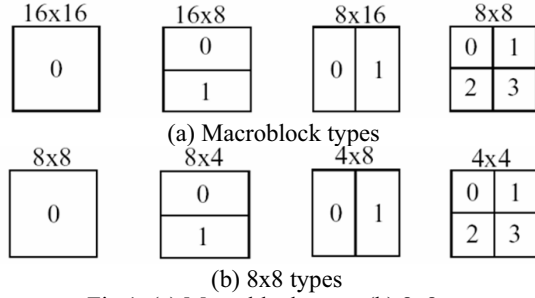 16x16 16x8 8x16 8x8
0 0 0 1 0 1
1 2 3
(a) Macroblock types
8x8 8x4 4x8 4x4
0 0 0 1 0 1
1 2 3
(b) 8x8 types